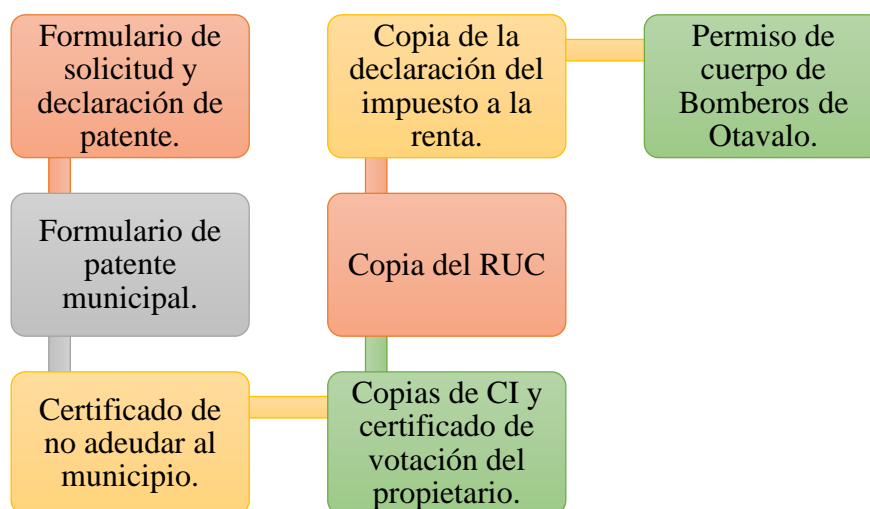 Formulario de
solicitud y
declaración de
patente.
Formulario de
patente
municipal.
Certificado de
no adeudar al
municipio.
Copias de CI y
certificado de
votación del
propietario.
Copia del RUC
Copia de la
declaración del
impuesto a la
renta.
Permiso de
cuerpo de
Bomberos de
Otavalo.